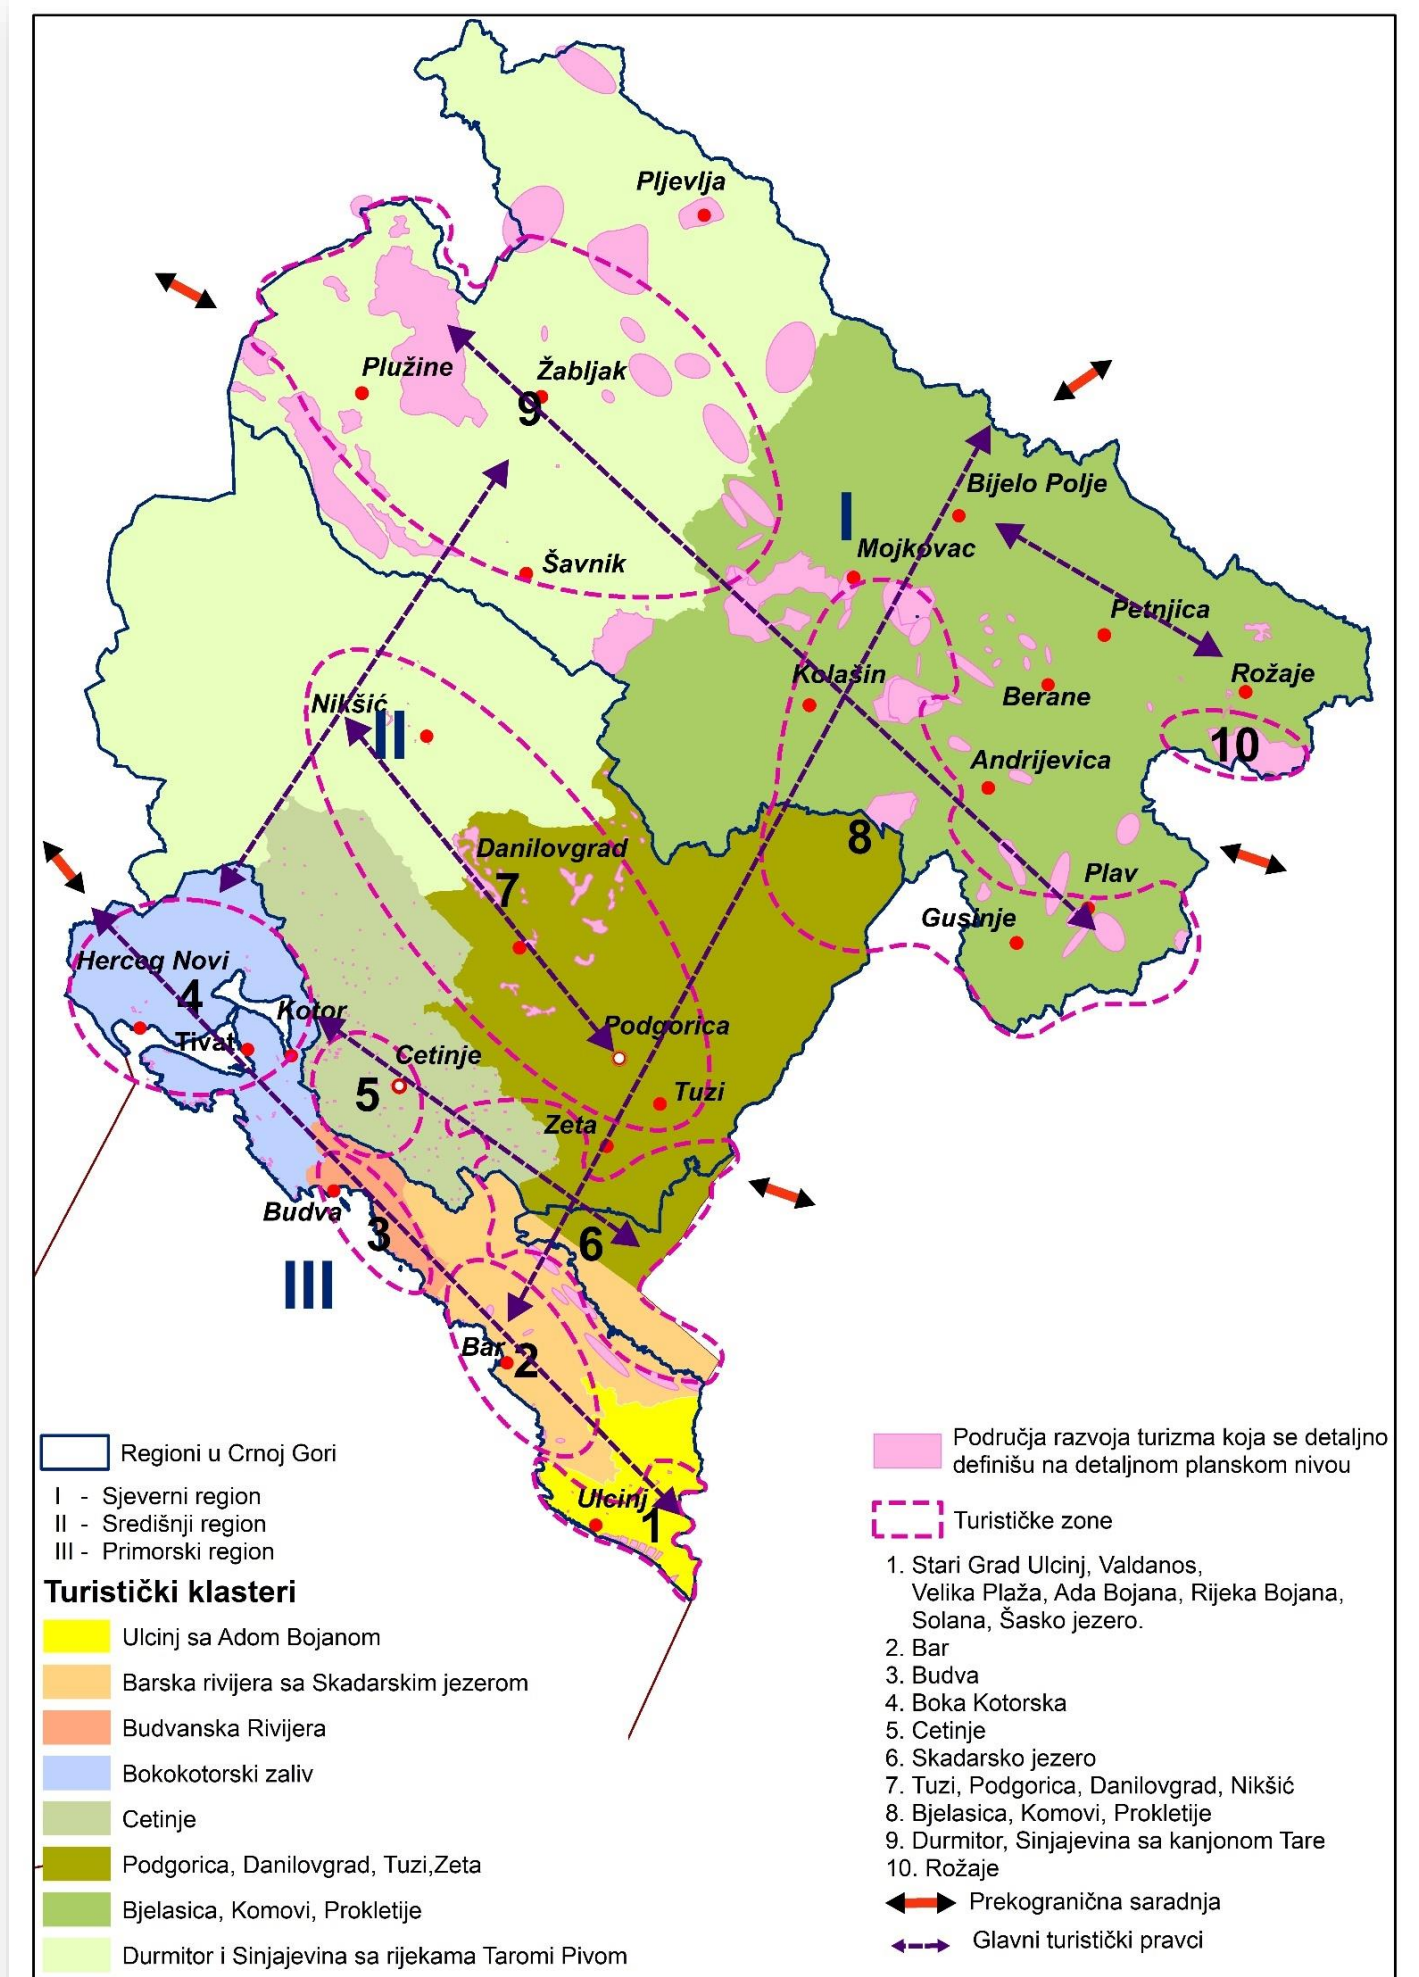 Pljevlja
Plužine
Žabljak
9
I
Bijelo Polje
Mojkovac
Šavnik
Petnjica
Kolašin
Rožaje
Berane
Nikšić
II
10
Andrijevica
8
Danilovgrad
7
Plav
Gusinje
Herceg Novi
4
Kotor
Tivat
Podgorica
Cetinje
5
Tuzi
Zeta
Budva
3
6
III
Bar
2
Ulcinj
1
Regioni u Crnoj Gori
I - Sjeverni region
II - Središnji region
III - Primorski region
Turistički klasteri
Ulcinj sa Adom Bojanom
Barska rivijera sa Skadarskim jezerom
Budvanska Rivijera
Bokokotorski zaliv
Cetinje
Podgorica, Danilovgrad, Tuzi,Zeta
Bjelasica, Komovi, Prokletije
Durmitor i Sinjajevina sa rijekama Taromi Pivom
Područja razvoja turizma koja se detaljno
definišu na detaljnom planskom nivou
Turističke zone
1. Stari Grad Ulcinj, Valdanos,
Velika Plaža, Ada Bojana, Rijeka Bojana,
Solana, Šasko jezero.
2. Bar
3. Budva
4. Boka Kotorska
5. Cetinje
6. Skadarsko jezero
7. Tuzi, Podgorica, Danilovgrad, Nikšić
8. Bjelasica, Komovi, Prokletije
9. Durmitor, Sinjajevina sa kanjonom Tare
10. Rožaje
Prekogranična saradnja
Glavni turistički pravci